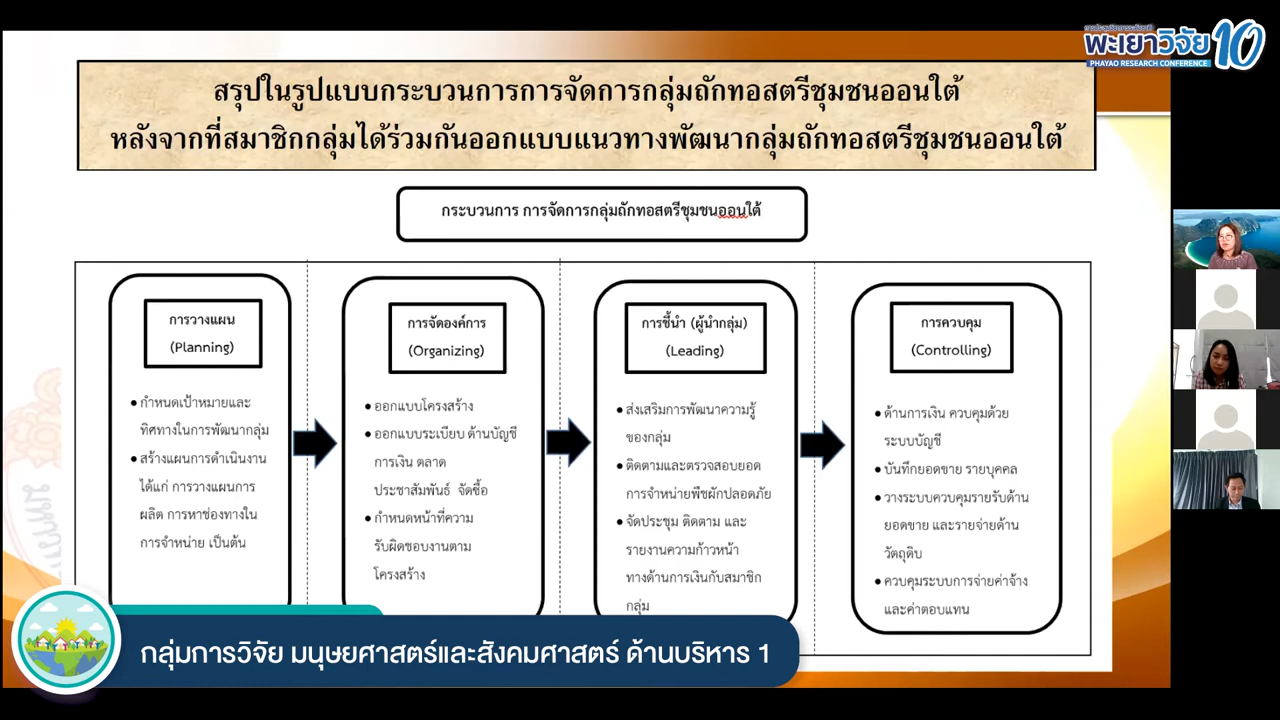 พะเยาวิจัย 10
PHAYAO RESEARCH CONFERENCE
สรุปในรูปแบบกระบวนการการจัดการกลุ่มถักทอสตรีชุมชนออนใต้
หลังจากที่สมาชิกกลุ่มได้ร่วมกันออกแบบแนวทางพัฒนากลุ่มถักทอสตรีชุมชนออนใต้
กระบวนการ การจัดการกลุ่มถักทอสตรีชุมชนออนใต้
การวางแผน
(Planning)
● กำหนดเป้าหมายและ
ทิศทางในการพัฒนากลุ่ม
● สร้างแผนการดำเนินงาน
ได้แก่ การวางแผนการ
ผลิต การหาช่องทางใน
การจำหน่าย เป็นต้น
การจัดองค์การ
(Organizing)
● ออกแบบโครงสร้าง
● ออกแบบระเบียบ ด้านบัญชี
การเงิน ตลาด
ประชาสัมพันธ์ จัดซื้อ
● กำหนดหน้าที่ความ
รับผิดชอบงานตาม
โครงสร้าง
การชี้นำ (ผู้นำกลุ่ม)
(Leading)
● ส่งเสริมการพัฒนาความรู้
ของกลุ่ม
● ติดตามและตรวจสอบยอด
การจำหน่ายพืชผักปลอดภัย
● จัดประชุม ติดตาม และ
รายงานความก้าวหน้า
ทางด้านการเงินกับสมาชิก
กลุ่ม
การควบคุม
(Controlling)
● ด้านการเงิน ควบคุมด้วย
ระบบบัญชี
● บันทึกยอดขาย รายบุคคล
● วางระบบควบคุมรายรับด้าน
ยอดขาย และรายจ่ายด้าน
วัตถุดิบ
● ควบคุมระบบการจ่ายค่าจ้าง
และค่าตอบแทน
กลุ่มการวิจัย มนุษยศาสตร์และสังคมศาสตร์ ด้านบริหาร 1